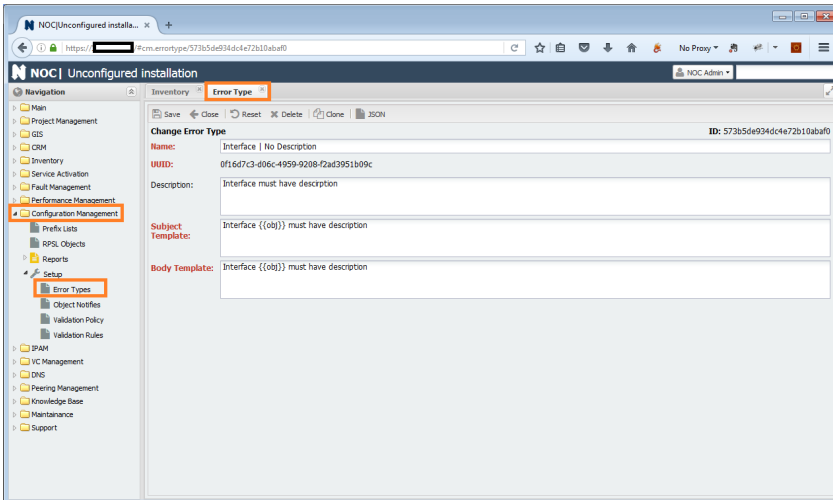 NOC|Unconfigured installa...
https:// /#cm.errortype/573b5de934dc4e72b10abaf0
No Proxy
NOC| Unconfigured installation
NOC Admin
Navigation
Inventory
Error Type
Main
Project Management
GIS
CRM
Inventory
Service Activation
Fault Management
Performance Management
Configuration Management
Prefix Lists
RPSL Objects
Reports
Setup
Error Types
Object Notifies
Validation Policy
Validation Rules
IPAM
VC Management
DNS
Peering Management
Knowledge Base
Maintainance
Support
Save
Close
Reset
Delete
Clone
JSON
Change Error Type
ID: 573b5de934dc4e72b10abaf0
Name:
Interface | No Description
UUID:
0f16d7c3-d06c-4959-9208-f2ad3951b09c
Description:
Interface must have descirption
Subject
Template:
Interface {{obj}} must have description
Body Template:
Interface {{obj}} must have description